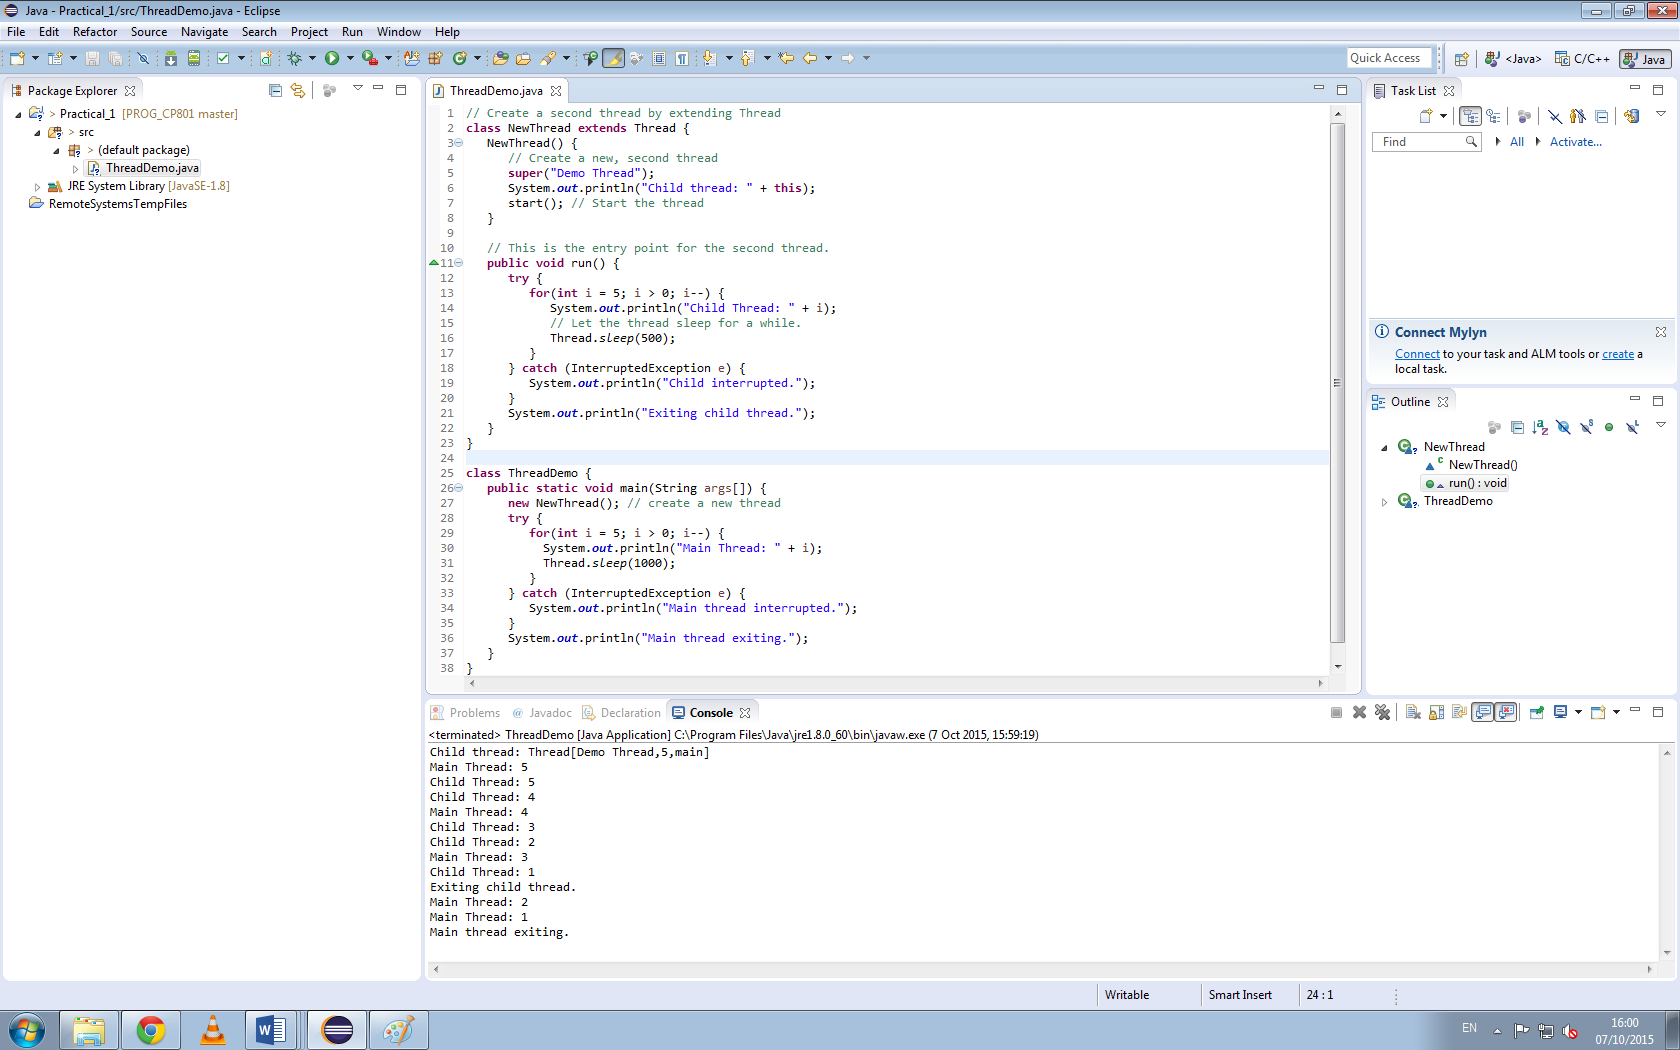 Java - Practical_1/src/ThreadDemo.java - Eclipse
File Edit Refactor Source Navigate Search Project Run Window Help
Quick Access <Java> C/C++ Java
Package Explorer
> Practical_1 [PROG_CP801 master]
> src
> (default package)
ThreadDemo.java
JRE System Library [JavaSE-1.8]
RemoteSystemsTempFiles
ThreadDemo.java
1 // Create a second thread by extending Thread
2 class NewThread extends Thread {
3 NewThread() {
4 // Create a new, second thread
5 super("Demo Thread");
6 System.out.println("Child thread: " + this);
7 start(); // Start the thread
8 }
9
10 // This is the entry point for the second thread.
11 public void run() {
12 try {
13 for(int i = 5; i > 0; i--) {
14 System.out.println("Child Thread: " + i);
15 // Let the thread sleep for a while.
16 Thread.sleep(500);
17 }
18 } catch (InterruptedException e) {
19 System.out.println("Child interrupted.");
20 }
21 System.out.println("Exiting child thread.");
22 }
23 }
24
25 class ThreadDemo {
26 public static void main(String args[]) {
27 new NewThread(); // create a new thread
28 try {
29 for(int i = 5; i > 0; i--) {
30 System.out.println("Main Thread: " + i);
31 Thread.sleep(1000);
32 }
33 } catch (InterruptedException e) {
34 System.out.println("Main thread interrupted.");
35 }
36 System.out.println("Main thread exiting.");
37 }
38 }
Task List
Find All Activate...
Connect Mylyn
Connect to your task and ALM tools or create a
local task.
Outline
NewThread
NewThread()
run() : void
ThreadDemo
Problems @ Javadoc Declaration Console
<terminated> ThreadDemo [Java Application] C:\Program Files\Java\jre1.8.0_60\bin\javaw.exe (7 Oct 2015, 15:59:19)
Child thread: Thread[Demo Thread,5,main]
Main Thread: 5
Child Thread: 5
Child Thread: 4
Main Thread: 4
Child Thread: 3
Child Thread: 2
Main Thread: 3
Child Thread: 1
Exiting child thread.
Main Thread: 2
Main Thread: 1
Main thread exiting.
Writable Smart Insert 24 : 1
EN 16:00
07/10/2015